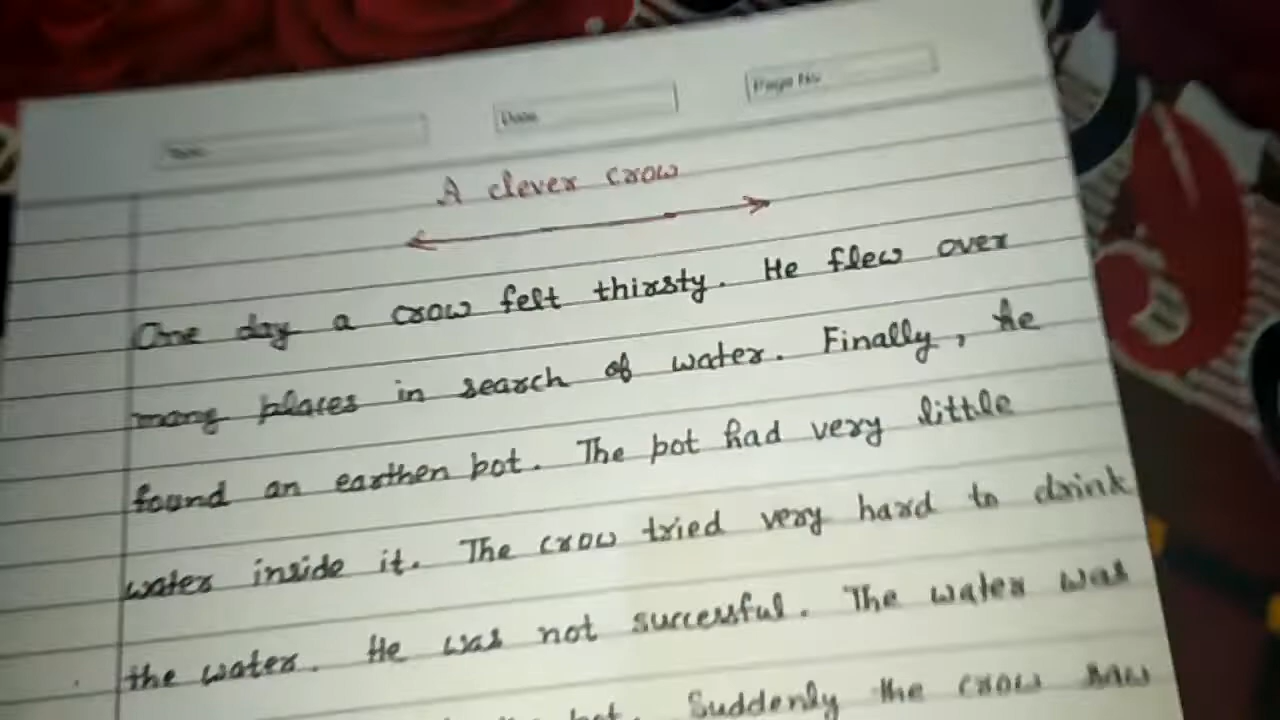 Date
Page No
A clever crow
One day a crow felt thirsty. He flew over
many places in search of water. Finally, he
found an earthen pot. The pot had very little
water inside it. The crow tried very hard to drink
the water. He was not successful. The water was
pot. Suddenly the crow saw